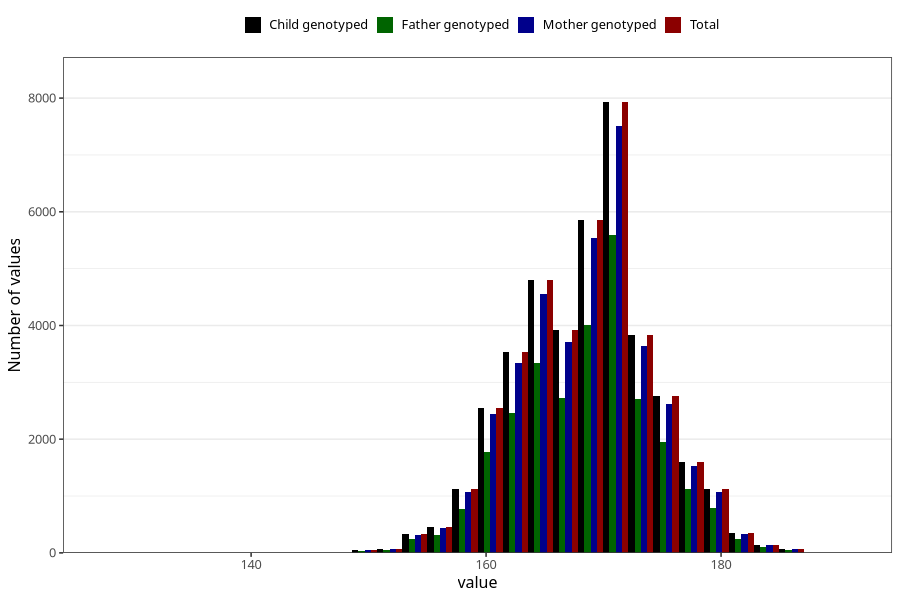 Child genotyped Father genotyped Mother genotyped Total
8000
6000
4000
2000
0
Number of values
140 160 180
value